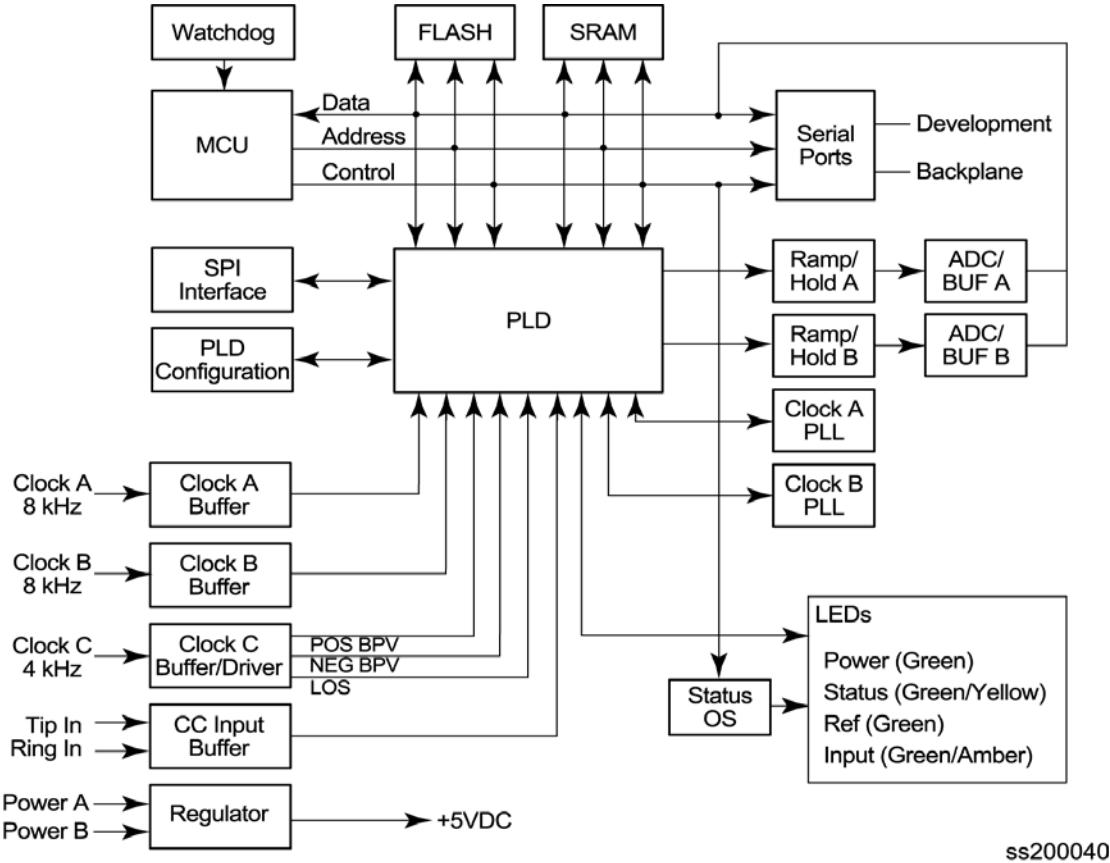 Watchdog
FLASH
SRAM
MCU
Data
Address
Control
Serial
Ports
Development
Backplane
SPI
Interface
PLD
Configuration
PLD
Ramp/
Hold A
ADC/
BUF A
Ramp/
Hold B
ADC/
BUF B
Clock A
PLL
Clock B
PLL
Clock A
8 kHz
Clock A
Buffer
Clock B
8 kHz
Clock B
Buffer
Clock C
4 kHz
Clock C
Buffer/Driver
POS BPV
NEG BPV
LOS
Tip In
Ring In
CC Input
Buffer
Power A
Power B
Regulator
+5VDC
Status
OS
LEDs
Power (Green)
Status (Green/Yellow)
Ref (Green)
Input (Green/Amber)
ss200040